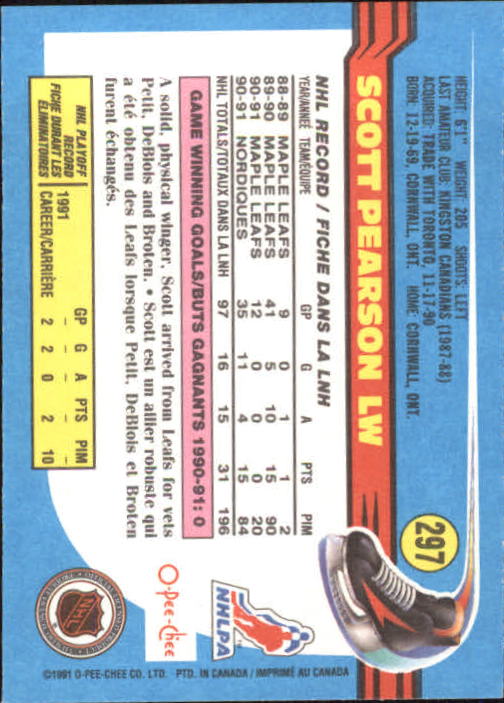 HEIGHT: 6'1" WEIGHT: 205 SHOOTS: LEFT
LAST AMATEUR CLUB: KINGSTON CANADIANS (1987-88)
ACQUIRED: TRADE WITH TORONTO, 11-17-90
BORN: 12-19-69, CORNWALL, ONT. HOME: CORNWALL, ONT.
297
SCOTT PEARSON LW
NHL RECORD / FICHE DANS LA LNH
YEAR/ANNÉE TEAM/ÉQUIPE GP G A PTS PIM
88-89 MAPLE LEAFS 9 0 1 1 2
89-90 MAPLE LEAFS 41 5 10 15 90
90-91 MAPLE LEAFS 12 0 0 0 20
90-91 NORDIQUES 35 11 4 15 84
NHL TOTALS/TOTAUX DANS LA LNH 97 16 15 31 196
GAME WINNING GOALS/BUTS GAGNANTS 1990-91: 0
A solid, physical winger, Scott arrived from Leafs for vets
Petit, DeBlois and Broten. • Scott est un ailier robuste qui
a été obtenu des Leafs lorsque Petit, DeBlois et Broten
furent échangés.
NHL PLAYOFF RECORD
FICHE DURANT LES ÉLIMINATOIRES
GP G A PTS PIM
1991 - - - - -
CAREER/CARRIÈRE 2 2 0 2 10
NHLPA
O-Pee-Chee
NHL
©1991 O-PEE-CHEE CO. LTD. PTD. IN CANADA / IMPRIMÉ AU CANADA